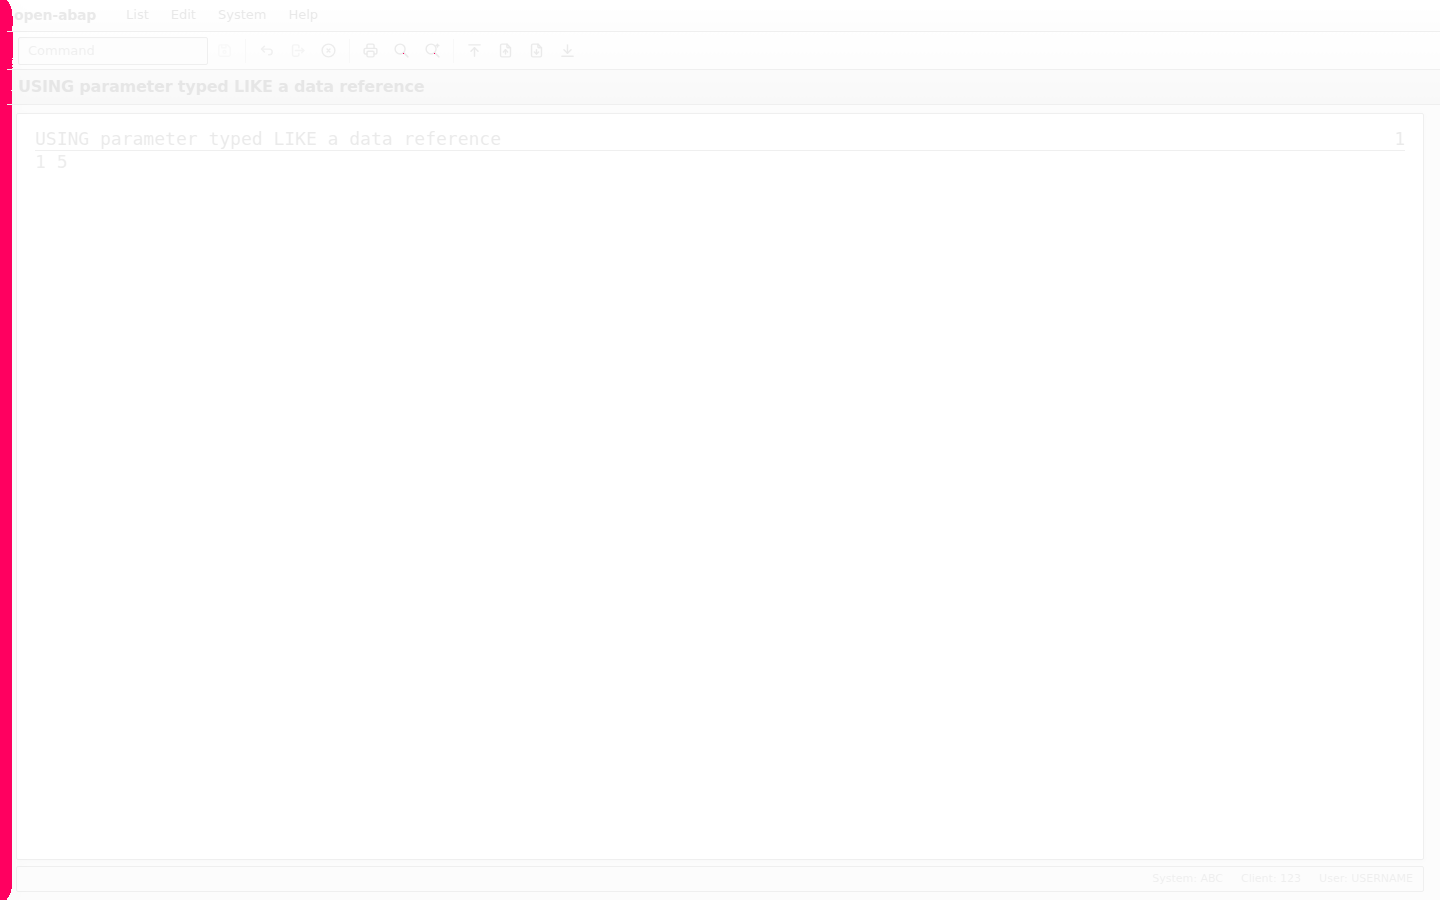 open-abap List Edit System Help
Command
USING parameter typed LIKE a data reference
USING parameter typed LIKE a data reference 1
1 5
System: ABC Client: 123 User: USERNAME